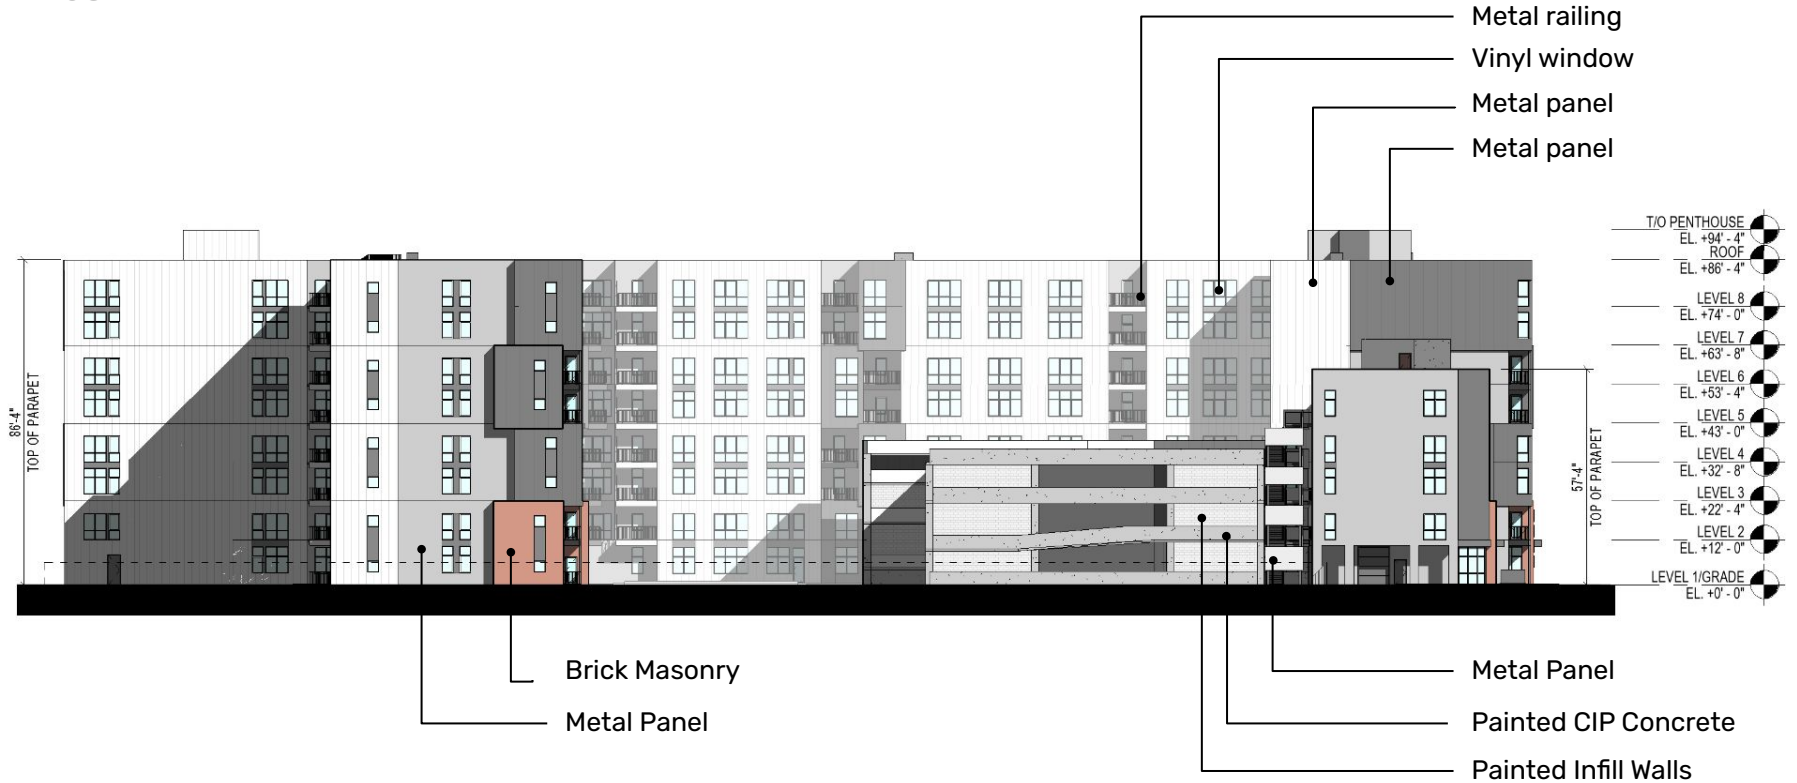 Metal railing
Vinyl window
Metal panel
Metal panel
T/O PENTHOUSE
EL. +94' - 4"
ROOF
EL. +86' - 4"
LEVEL 8
EL. +74' - 0"
LEVEL 7
EL. +63' - 8"
LEVEL 6
EL. +53' - 4"
LEVEL 5
EL. +43' - 0"
LEVEL 4
EL. +32' - 8"
LEVEL 3
EL. +22' - 4"
LEVEL 2
EL. +12' - 0"
LEVEL 1/GRADE
EL. +0' - 0"
86'-4"
TOP OF PARAPET
57'-4"
TOP OF PARAPET
Brick Masonry
Metal Panel
Metal Panel
Painted CIP Concrete
Painted Infill Walls